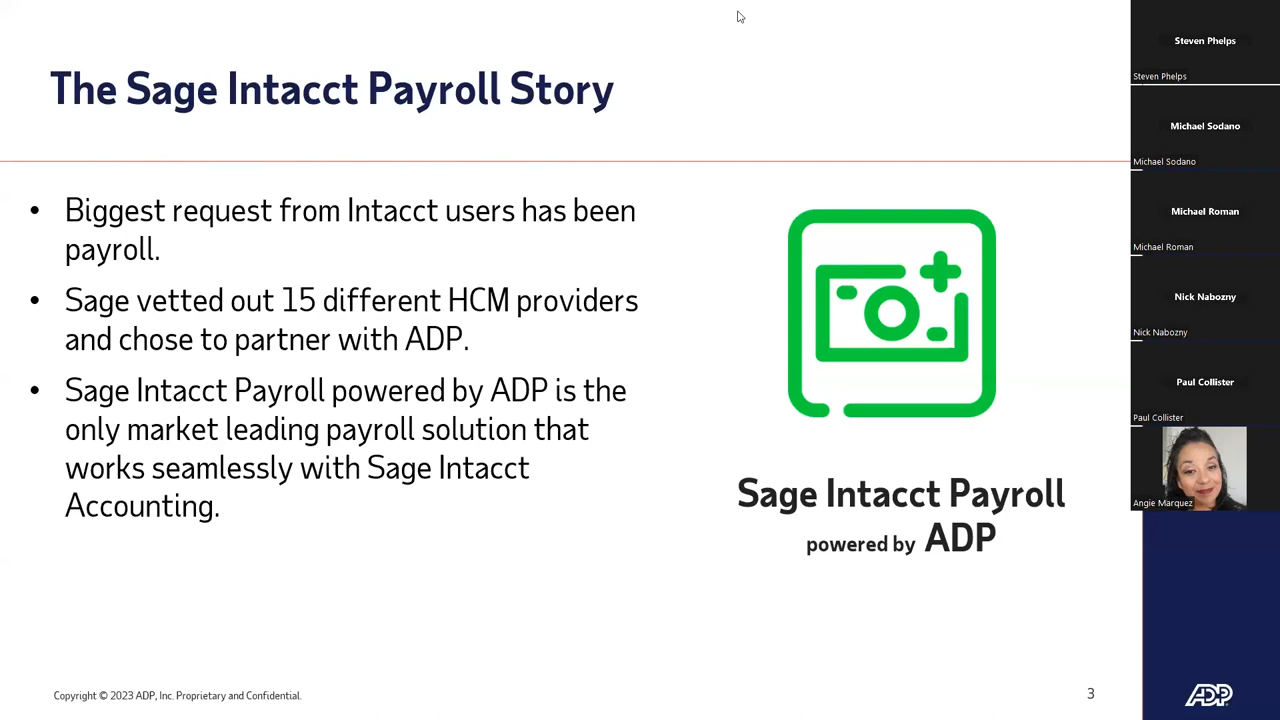 The Sage Intacct Payroll Story
• Biggest request from Intacct users has been
payroll.
• Sage vetted out 15 different HCM providers
and chose to partner with ADP.
• Sage Intacct Payroll powered by ADP is the
only market leading payroll solution that
works seamlessly with Sage Intacct
Accounting.
Sage Intacct Payroll
powered by ADP
Copyright © 2023 ADP, Inc. Proprietary and Confidential.
3
Steven Phelps
Steven Phelps
Michael Sodano
Michael Sodano
Michael Roman
Michael Roman
Nick Nabozny
Nick Nabozny
Paul Collister
Paul Collister
Angie Marquez
ADP